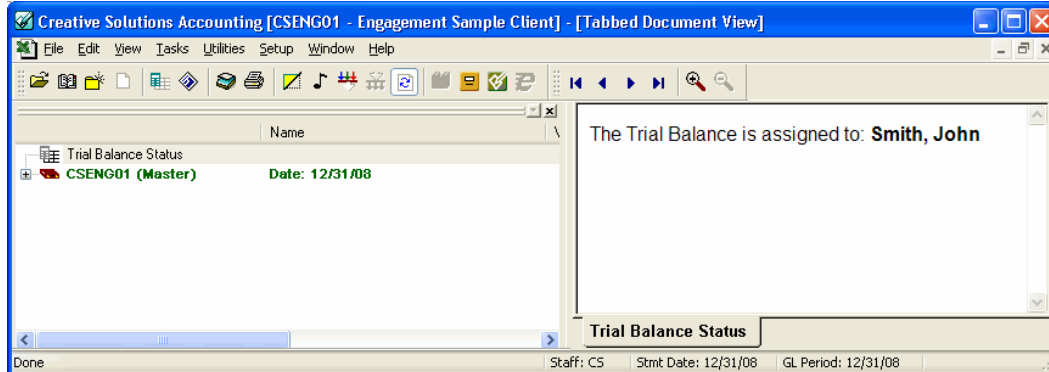 Creative Solutions Accounting [CSENG01 - Engagement Sample Client] - [Tabbed Document View]
File Edit View Tasks Utilities Setup Window Help
Name
Trial Balance Status
CSENG01 (Master) Date: 12/31/08
The Trial Balance is assigned to: Smith, John
Trial Balance Status
Done Staff: CS Stmt Date: 12/31/08 GL Period: 12/31/08